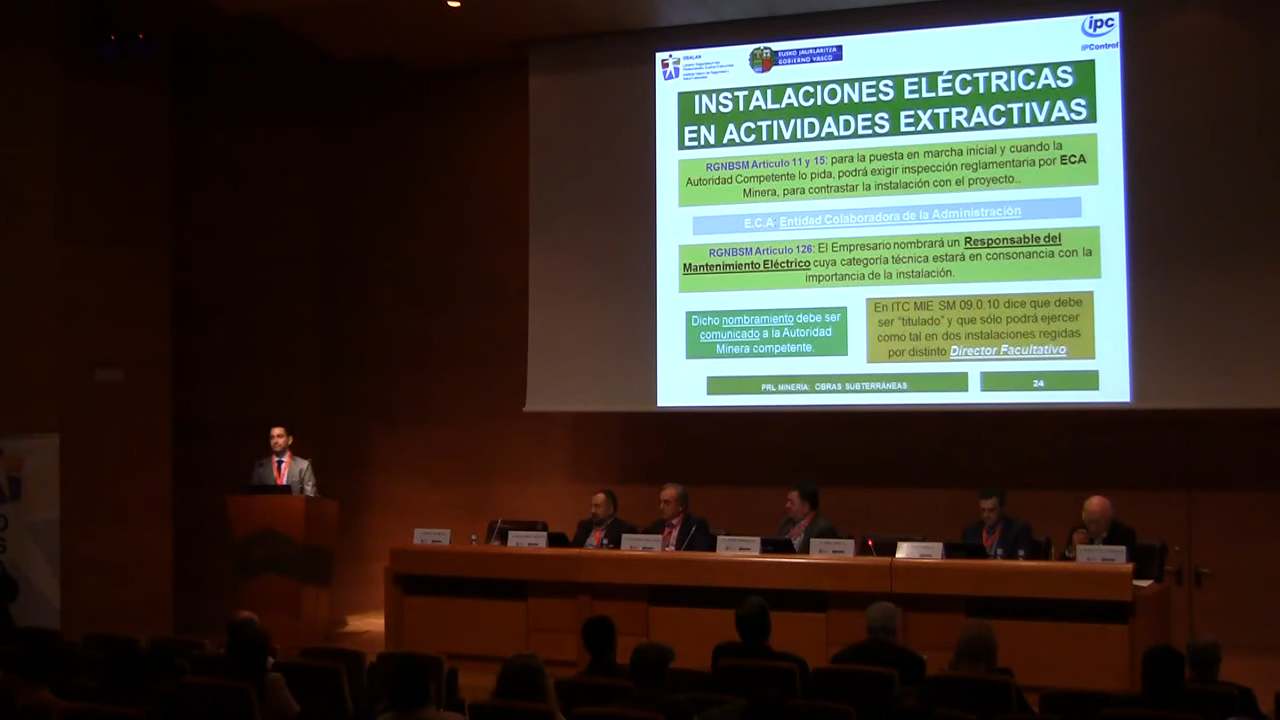 OSALAN
EUSKO JAURLARITZA
GOBIERNO VASCO
ipc
IPControl
INSTALACIONES ELÉCTRICAS
EN ACTIVIDADES EXTRACTIVAS
RGNBSM Artículo 11 y 15: para la puesta en marcha inicial y cuando la
Autoridad Competente lo pida, podrá exigir inspección reglamentaria por ECA
Minera, para contrastar la instalación con el proyecto..
E.C.A: Entidad Colaboradora de la Administración
RGNBSM Artículo 126: El Empresario nombrará un Responsable del
Mantenimiento Eléctrico cuya categoría técnica estará en consonancia con la
importancia de la instalación.
Dicho nombramiento debe ser
comunicado a la Autoridad
Minera competente.
En ITC MIE SM 09.0.10 dice que debe
ser “titulado” y que sólo podrá ejercer
como tal en dos instalaciones regidas
por distinto Director Facultativo
PRL MINERIA: OBRAS SUBTERRÁNEAS
24